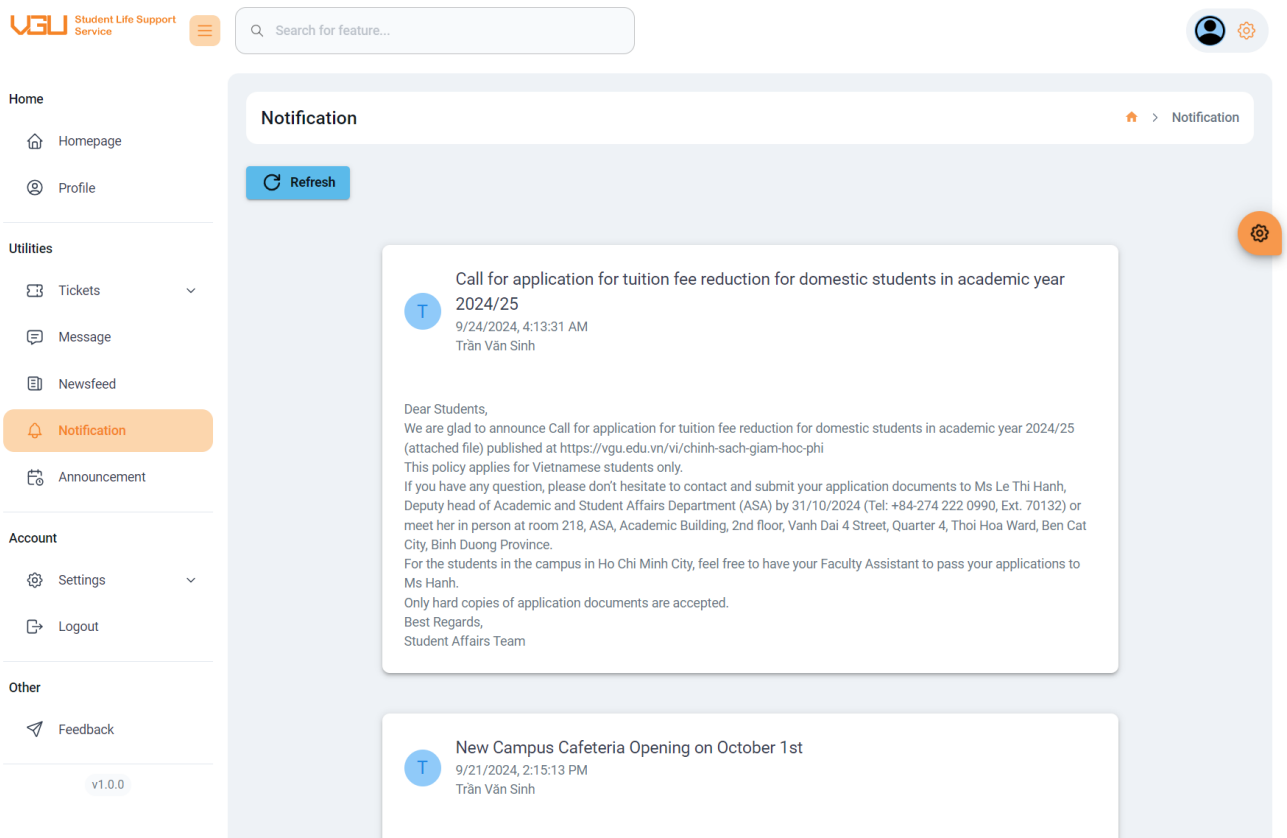 VGU Student Life Support
Service
Search for feature...
Home
Homepage
Profile
Utilities
Tickets
Message
Newsfeed
Notification
Announcement
Account
Settings
Logout
Other
Feedback
v1.0.0
Notification
Notification
Refresh
T
Call for application for tuition fee reduction for domestic students in academic year
2024/25
9/24/2024, 4:13:31 AM
Trần Văn Sinh
Dear Students,
We are glad to announce Call for application for tuition fee reduction for domestic students in academic year 2024/25
(attached file) published at https://vgu.edu.vn/vi/chinh-sach-giam-hoc-phi
This policy applies for Vietnamese students only.
If you have any question, please don't hesitate to contact and submit your application documents to Ms Le Thi Hanh,
Deputy head of Academic and Student Affairs Department (ASA) by 31/10/2024 (Tel: +84-274 222 0990, Ext. 70132) or
meet her in person at room 218, ASA, Academic Building, 2nd floor, Vanh Dai 4 Street, Quarter 4, Thoi Hoa Ward, Ben Cat
City, Binh Duong Province.
For the students in the campus in Ho Chi Minh City, feel free to have your Faculty Assistant to pass your applications to
Ms Hanh.
Only hard copies of application documents are accepted.
Best Regards,
Student Affairs Team
T
New Campus Cafeteria Opening on October 1st
9/21/2024, 2:15:13 PM
Trần Văn Sinh